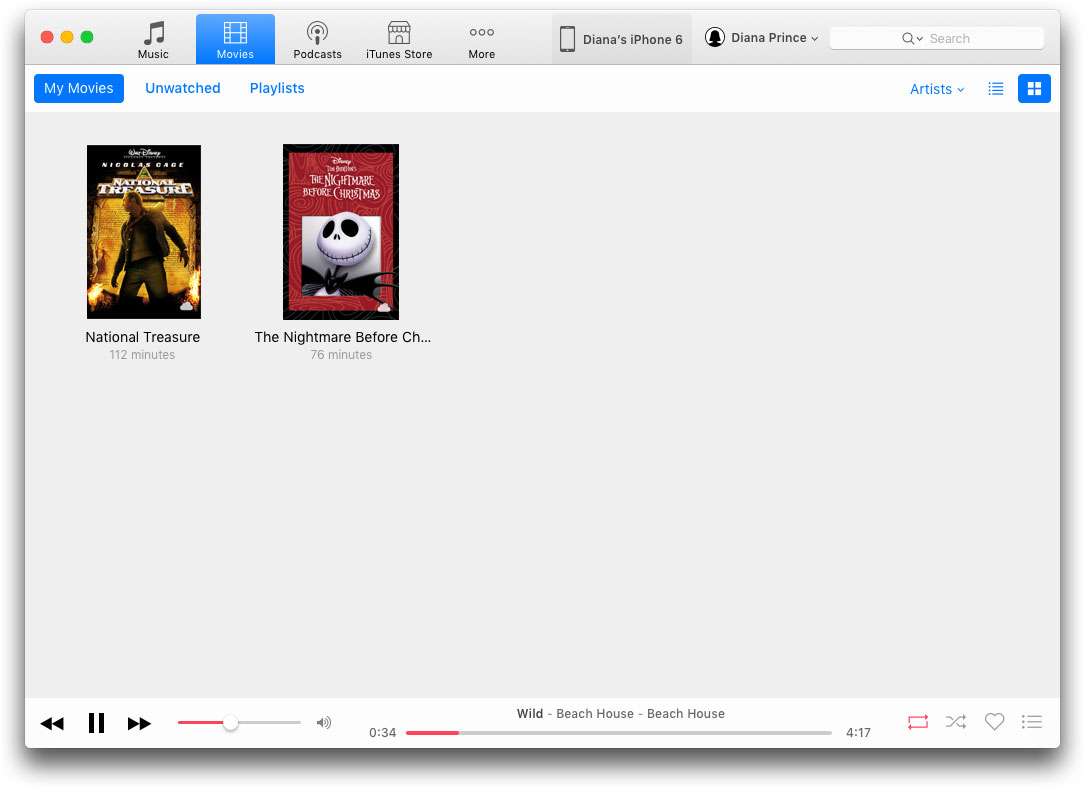 Music
Movies
Podcasts
iTunes Store
More
Diana's iPhone 6
Diana Prince
Search
My Movies
Unwatched
Playlists
Artists
Walt Disney
NICOLAS CAGE
NATIONAL
TREASURE
Disney
Tim Burton's
THE NIGHTMARE
BEFORE CHRISTMAS
National Treasure
112 minutes
The Nightmare Before Ch...
76 minutes
Wild - Beach House - Beach House
0:34
4:17